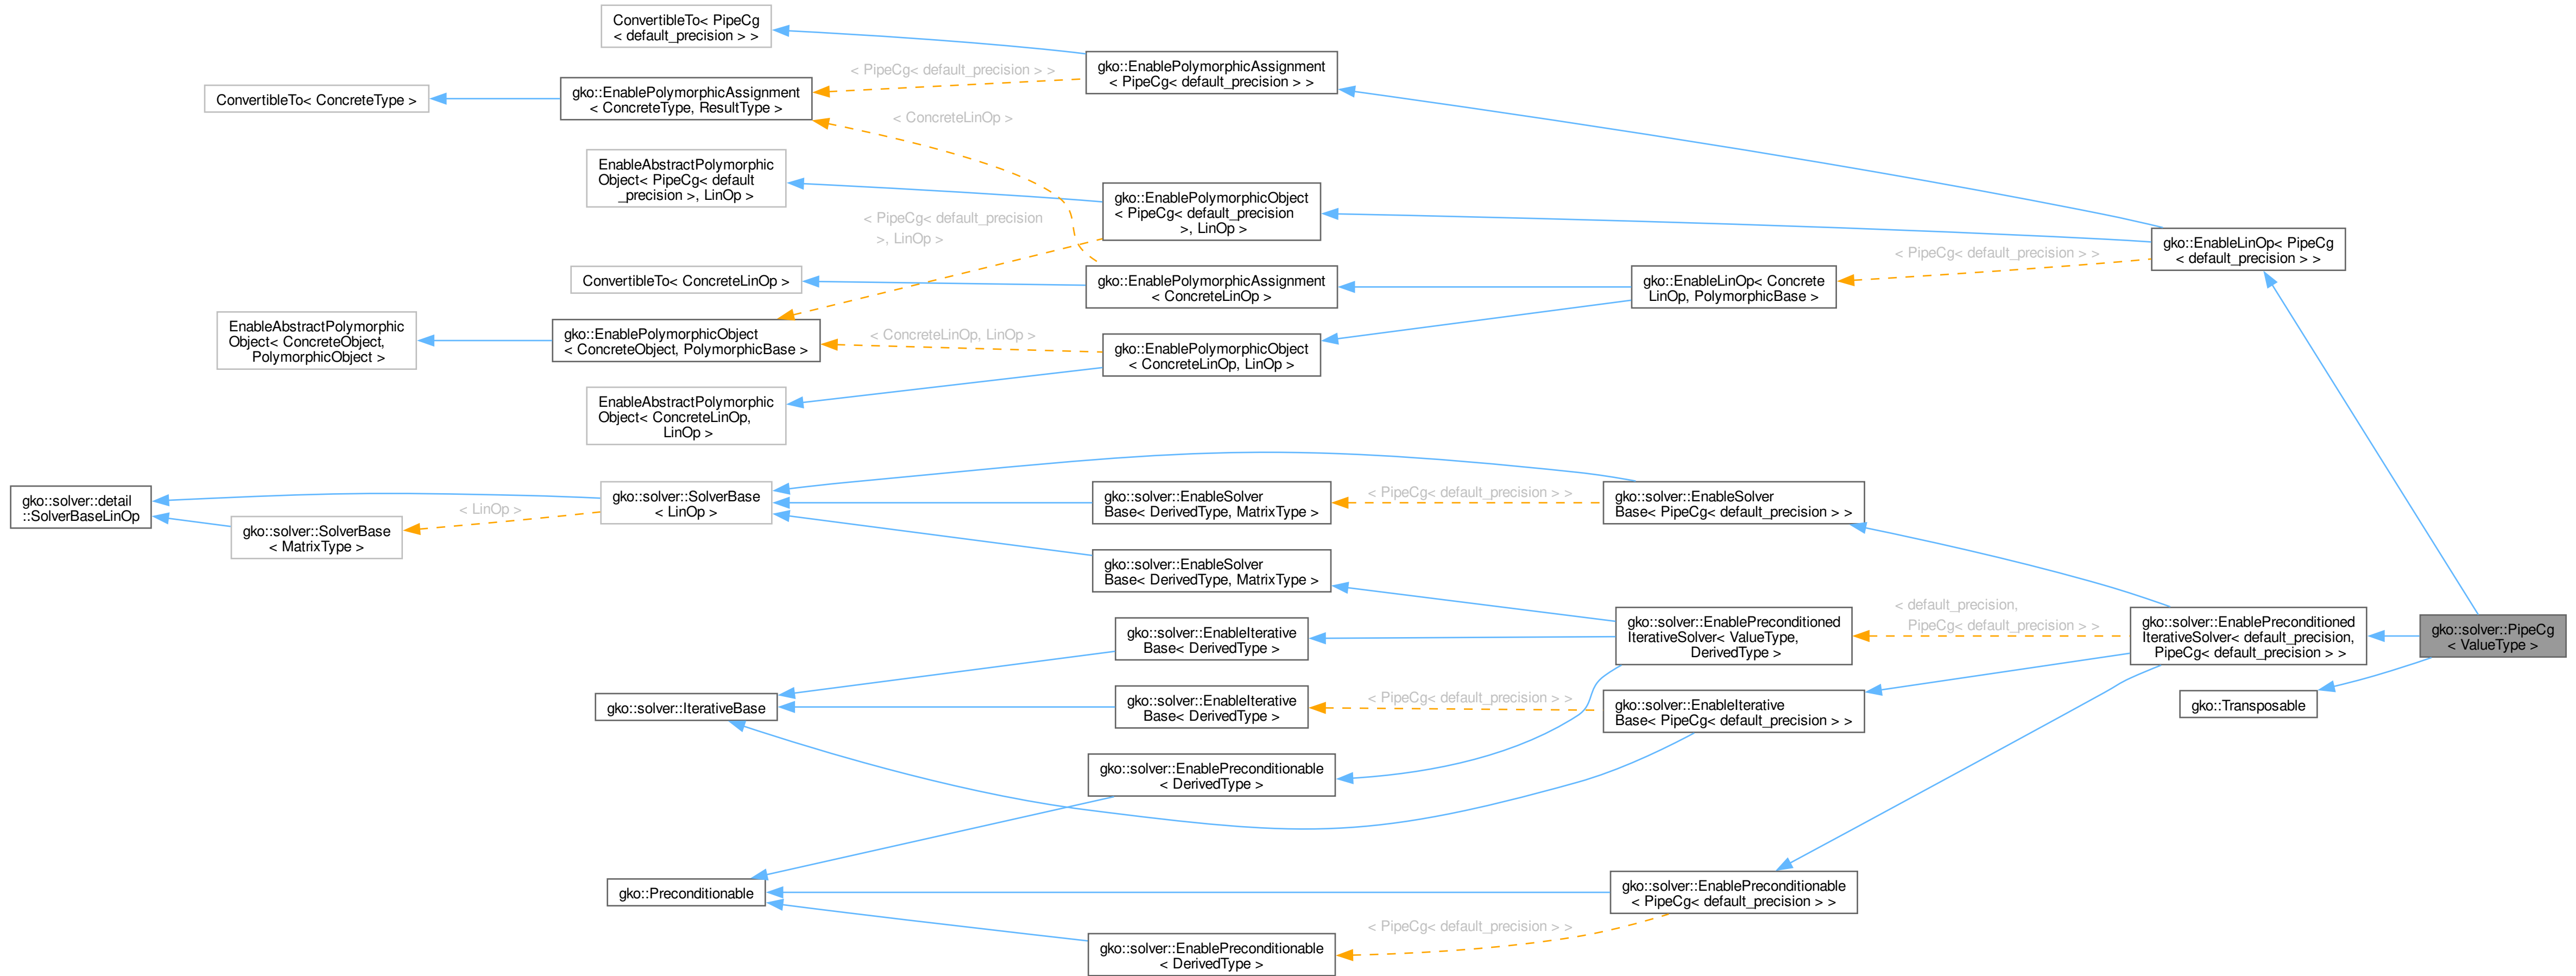 ConvertibleTo< PipeCg
< default_precision > >
gko::EnablePolymorphicAssignment
< PipeCg< default_precision > >
< PipeCg< default_precision > >
ConvertibleTo< ConcreteType >
gko::EnablePolymorphicAssignment
< ConcreteType, ResultType >
< ConcreteLinOp >
EnableAbstractPolymorphic
Object< PipeCg< default
_precision >, LinOp >
gko::EnablePolymorphicObject
< PipeCg< default_precision
>, LinOp >
< PipeCg< default_precision
>, LinOp >
gko::EnableLinOp< PipeCg
< default_precision > >
< PipeCg< default_precision > >
ConvertibleTo< ConcreteLinOp >
gko::EnablePolymorphicAssignment
< ConcreteLinOp >
gko::EnableLinOp< Concrete
LinOp, PolymorphicBase >
EnableAbstractPolymorphic
Object< ConcreteObject,
PolymorphicObject >
gko::EnablePolymorphicObject
< ConcreteObject, PolymorphicBase >
< ConcreteLinOp, LinOp >
gko::EnablePolymorphicObject
< ConcreteLinOp, LinOp >
EnableAbstractPolymorphic
Object< ConcreteLinOp,
LinOp >
gko::solver::detail
::SolverBaseLinOp
gko::solver::SolverBase
< MatrixType >
< LinOp >
gko::solver::SolverBase
< LinOp >
gko::solver::EnableSolver
Base< DerivedType, MatrixType >
< PipeCg< default_precision > >
gko::solver::EnableSolver
Base< PipeCg< default_precision > >
gko::solver::EnableSolver
Base< DerivedType, MatrixType >
gko::solver::EnableIterative
Base< DerivedType >
gko::solver::EnablePreconditioned
IterativeSolver< ValueType,
DerivedType >
< default_precision,
PipeCg< default_precision > >
gko::solver::EnablePreconditioned
IterativeSolver< default_precision,
PipeCg< default_precision > >
gko::solver::PipeCg
< ValueType >
gko::solver::IterativeBase
gko::solver::EnableIterative
Base< DerivedType >
< PipeCg< default_precision > >
gko::solver::EnableIterative
Base< PipeCg< default_precision > >
gko::Transposable
gko::solver::EnablePreconditionable
< DerivedType >
gko::Preconditionable
gko::solver::EnablePreconditionable
< PipeCg< default_precision > >
< PipeCg< default_precision > >
gko::solver::EnablePreconditionable
< DerivedType >